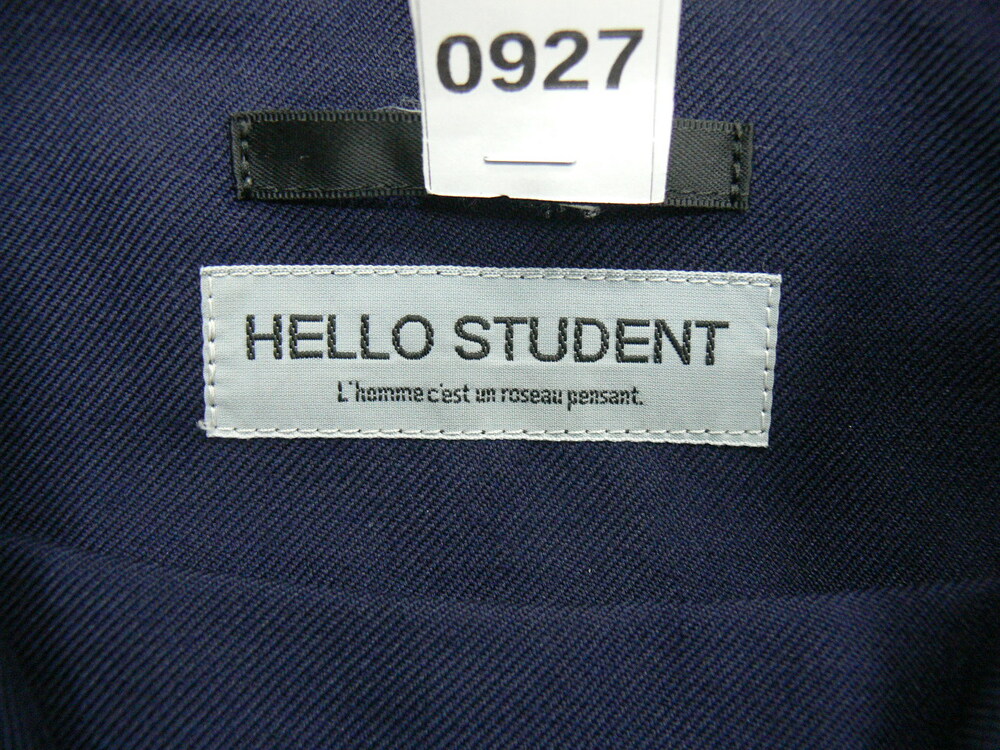 0927
HELLO STUDENT
L'homme c'est un roseau pensant.